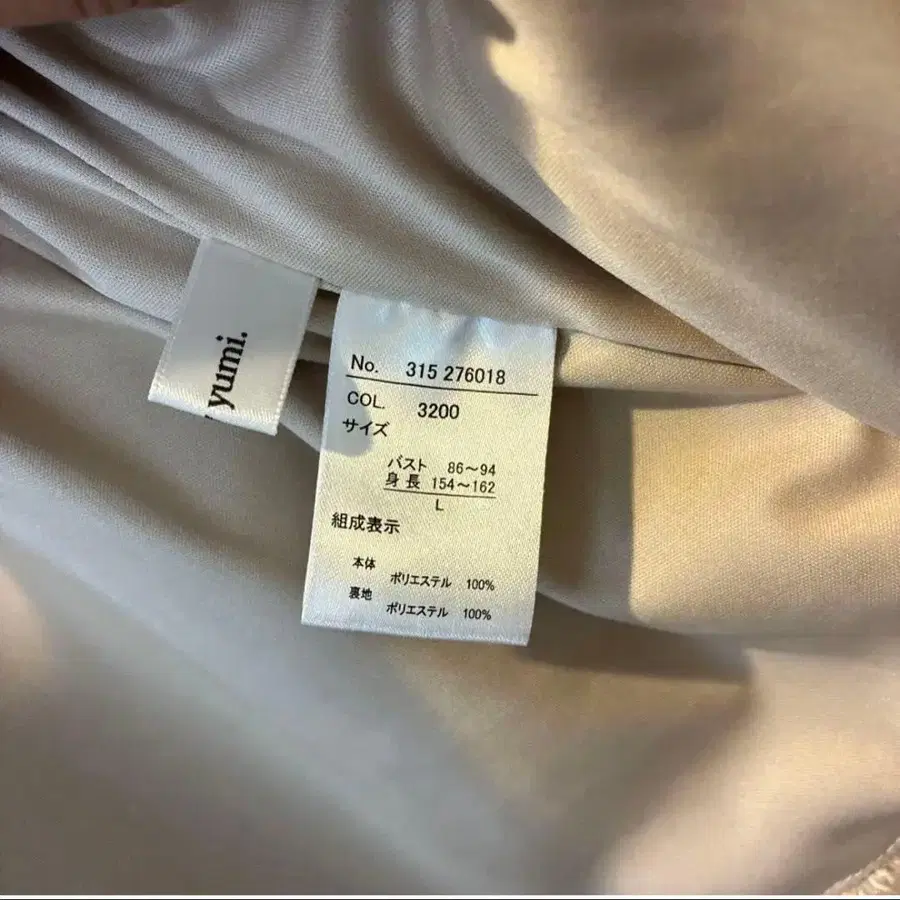 yumi.
No. 315 276018
COL. 3200
サイズ
バスト 86～94
身長 154～162
L
組成表示
本体
ポリエステル 100%
裏地
ポリエステル 100%